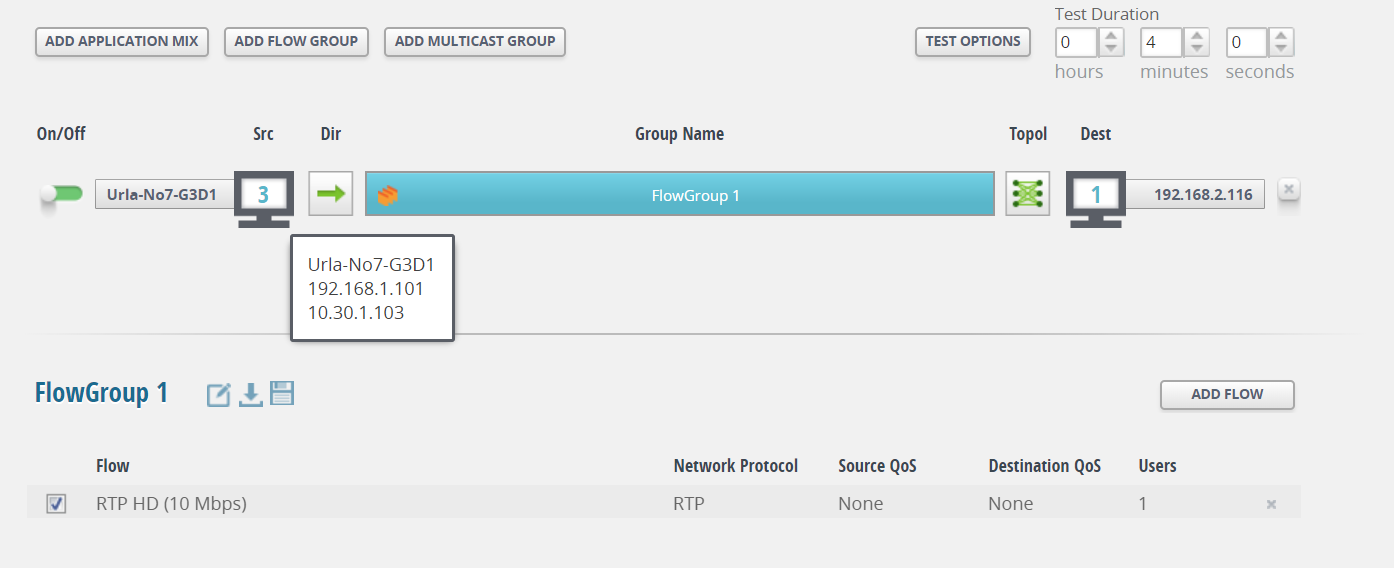 Test Duration
ADD APPLICATION MIX ADD FLOW GROUP ADD MULTICAST GROUP TEST OPTIONS 0 4 0
hours minutes seconds
On/Off Src Dir Group Name Topol Dest
Urla-No7-G3D1 3 FlowGroup 1 1 192.168.2.116
Urla-No7-G3D1
192.168.1.101
10.30.1.103
FlowGroup 1 ADD FLOW
Flow Network Protocol Source QoS Destination QoS Users
RTP HD (10 Mbps) RTP None None 1